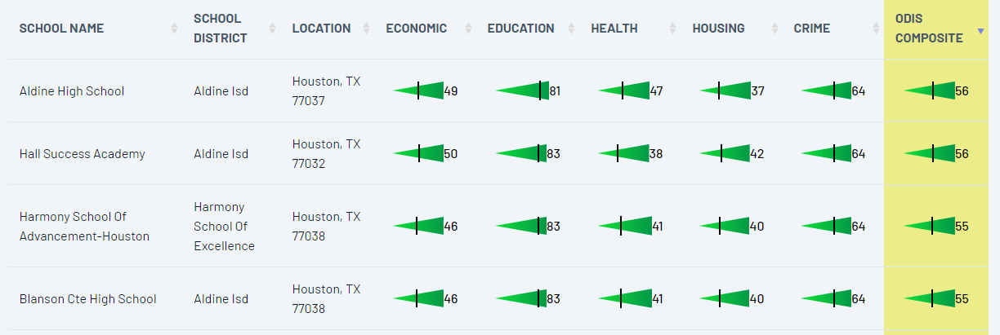 SCHOOL NAME SCHOOL DISTRICT LOCATION ECONOMIC EDUCATION HEALTH HOUSING CRIME ODIS COMPOSITE
Aldine High School Aldine Isd Houston, TX 77037 49 81 47 37 64 56
Hall Success Academy Aldine Isd Houston, TX 77032 50 83 38 42 64 56
Harmony School Of Advancement-Houston Harmony School Of Excellence Houston, TX 77038 46 83 41 40 64 55
Blanson Cte High School Aldine Isd Houston, TX 77038 46 83 41 40 64 55